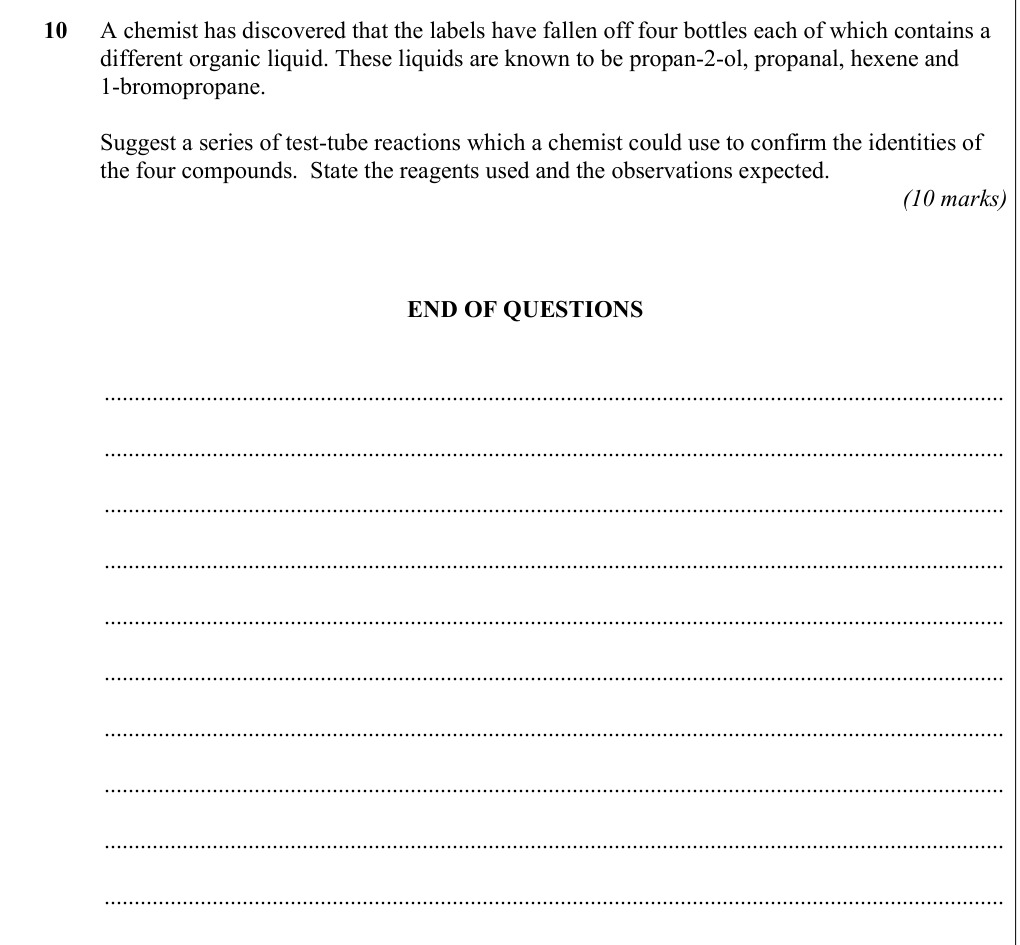 10 A chemist has discovered that the labels have fallen off four bottles each of which contains a
different organic liquid. These liquids are known to be propan-2-ol, propanal, hexene and
1-bromopropane.
Suggest a series of test-tube reactions which a chemist could use to confirm the identities of
the four compounds. State the reagents used and the observations expected.
(10 marks)
END OF QUESTIONS